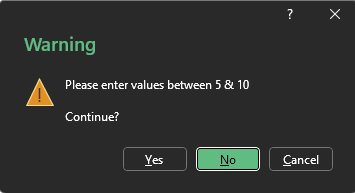 ?
Warning
Please enter values between 5 & 10
Continue?
Yes No Cancel